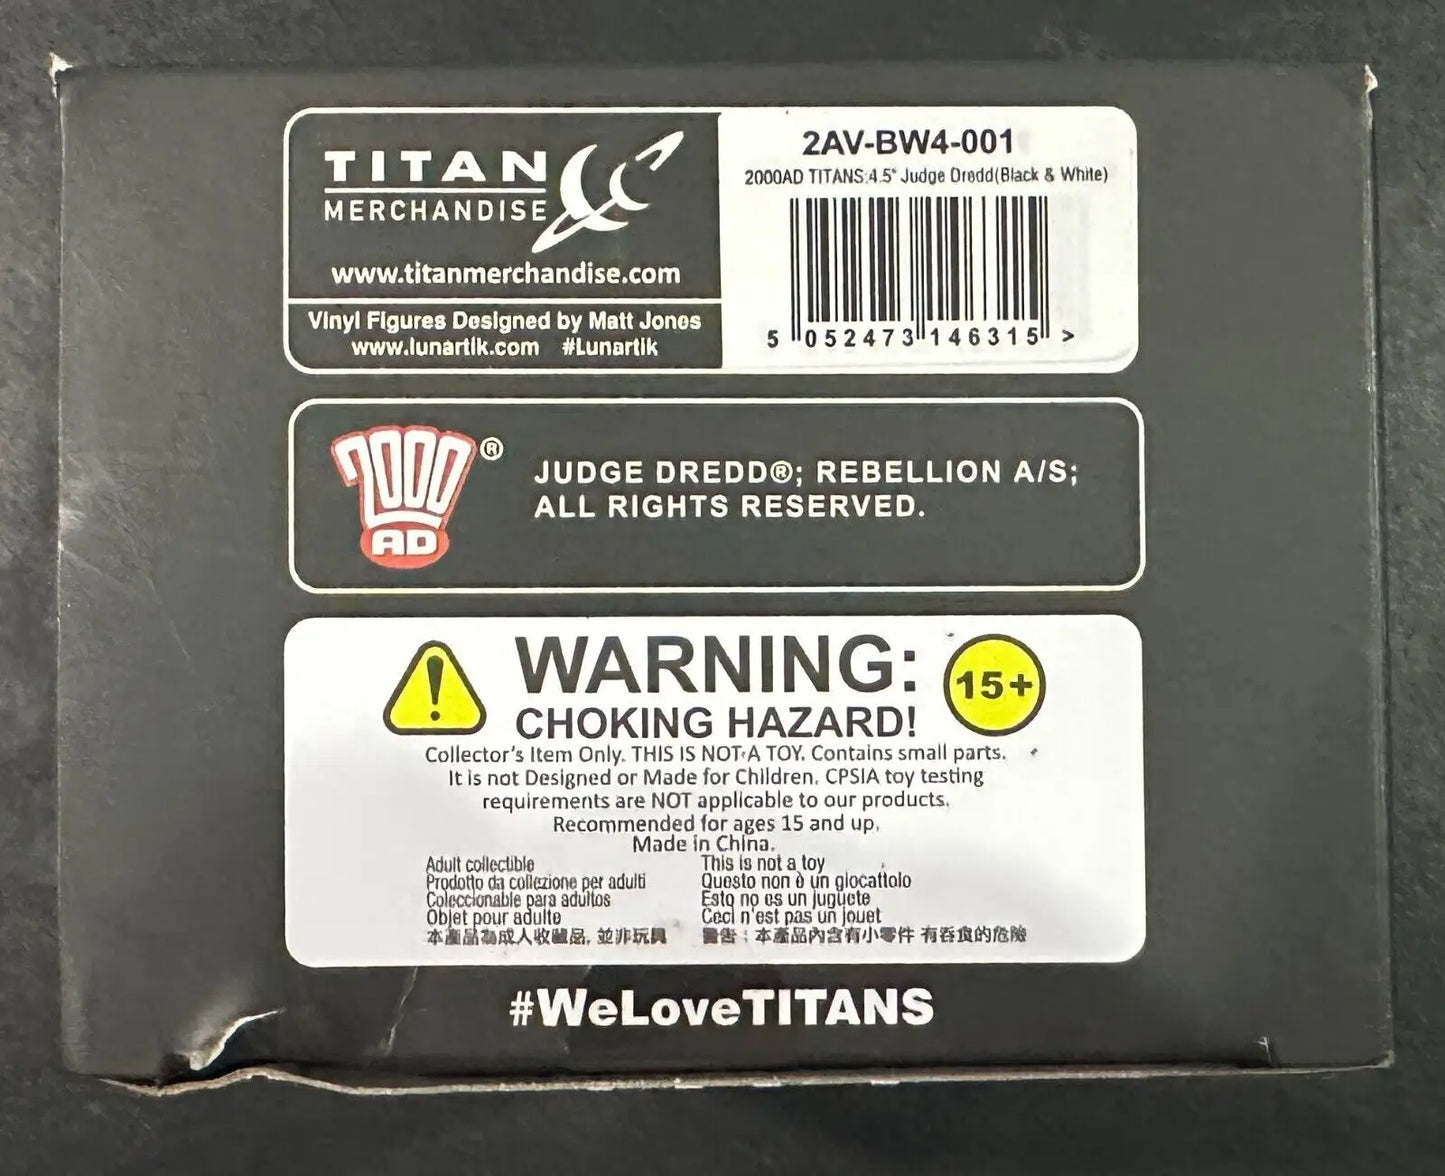 TITAN
MERCHANDISE
www.titanmerchandise.com
Vinyl Figures Designed by Matt Jones
www.lunartik.com #Lunartik
2AV-BW4-001
2000AD TITANS:4.5" Judge Dredd(Black & White)
5 052473 146315 >
2000 ®
AD
JUDGE DREDD®; REBELLION A/S;
ALL RIGHTS RESERVED.
WARNING:
15+
CHOKING HAZARD!
Collector's Item Only. THIS IS NOT A TOY. Contains small parts.
It is not Designed or Made for Children. CPSIA toy testing
requirements are NOT applicable to our products.
Recommended for ages 15 and up.
Made in China.
Adult collectible This is not a toy
Prodotto da collezione per adulti Questo non è un giocattolo
Coleccionable para adultos Esto no es un juguete
Objet pour adulte Ceci n'est pas un jouet
本產品為成人收藏品, 並非玩具 警告：本產品內含有小零件 有吞食的危險
#WeLoveTITANS